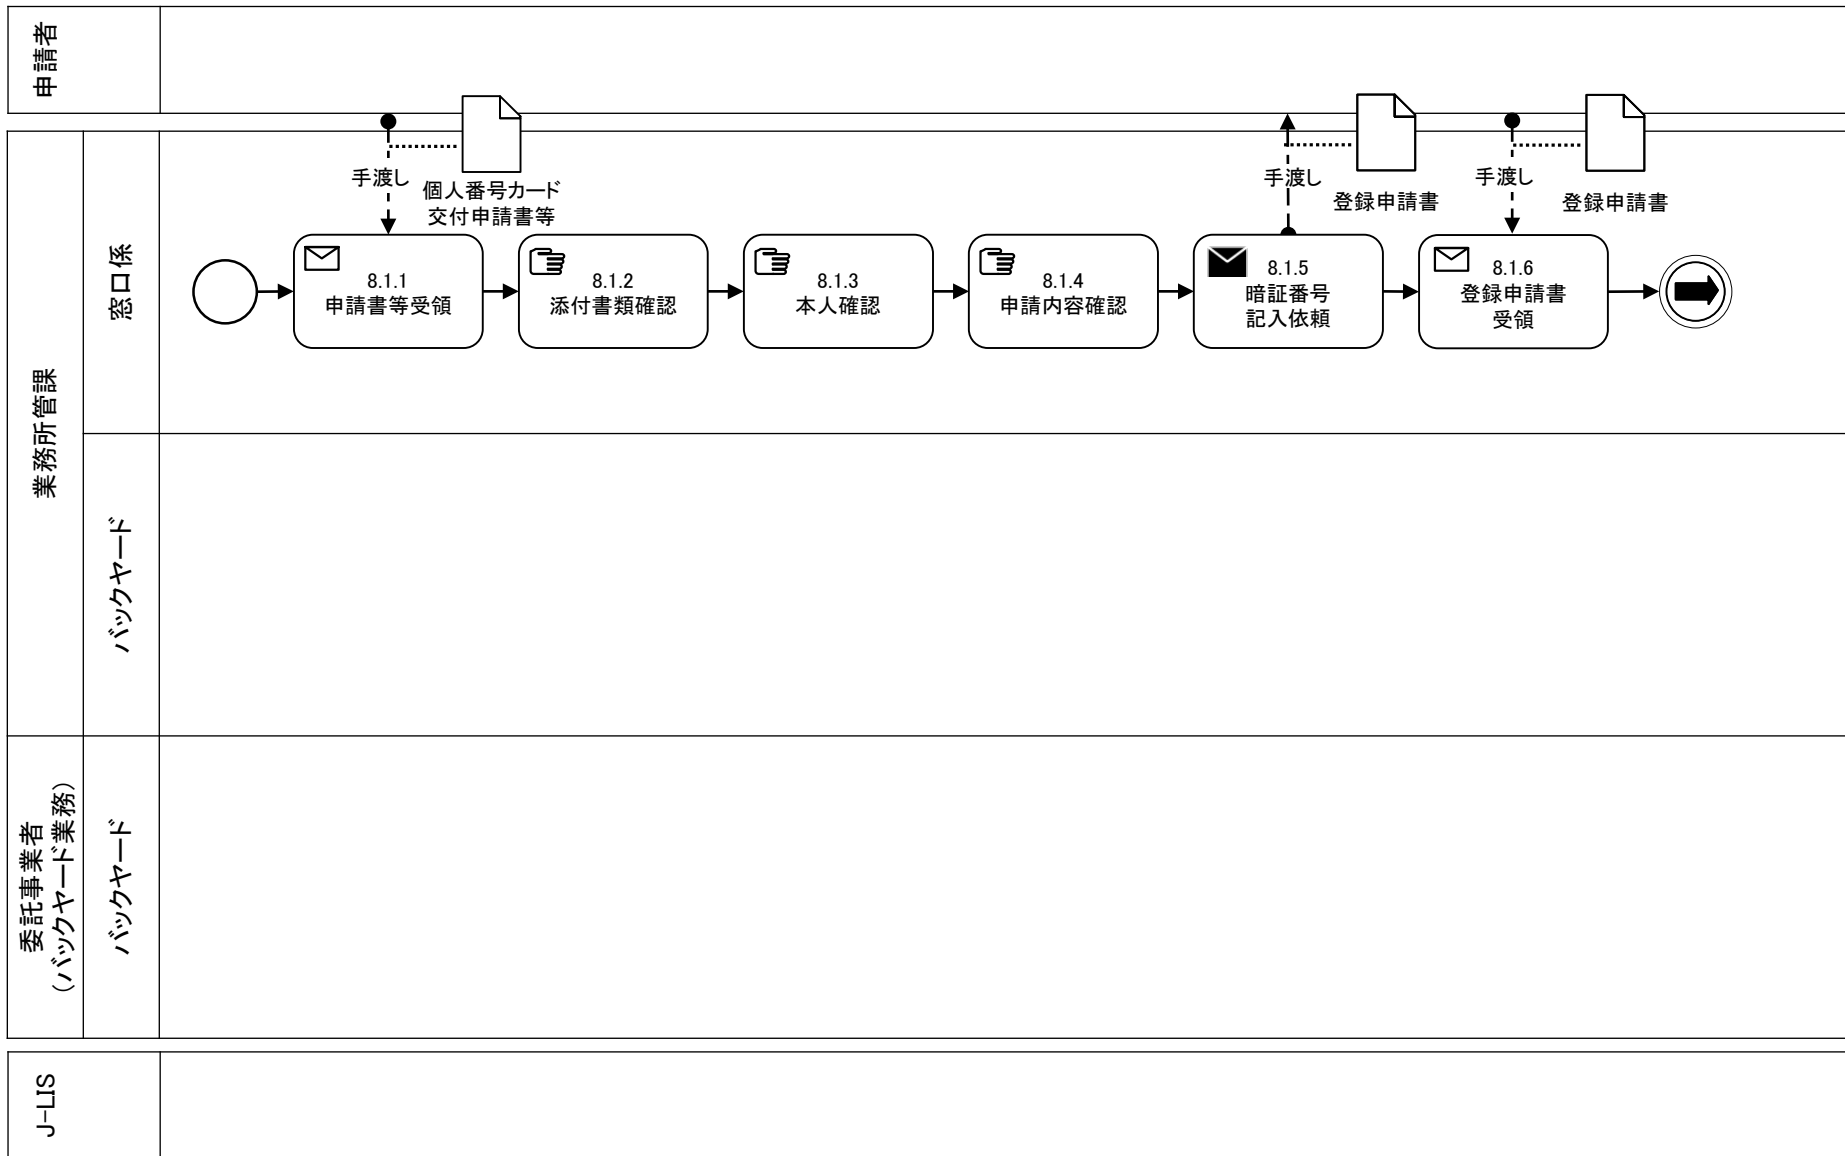 申請者
手渡し
個人番号カード
交付申請書等
手渡し
登録申請書
手渡し
登録申請書
業務所管課
窓口係
8.1.1
申請書等受領
8.1.2
添付書類確認
8.1.3
本人確認
8.1.4
申請内容確認
8.1.5
暗証番号
記入依頼
8.1.6
登録申請書
受領
バックヤード
委託事業者
（バックヤード業務）
バックヤード
J-LIS